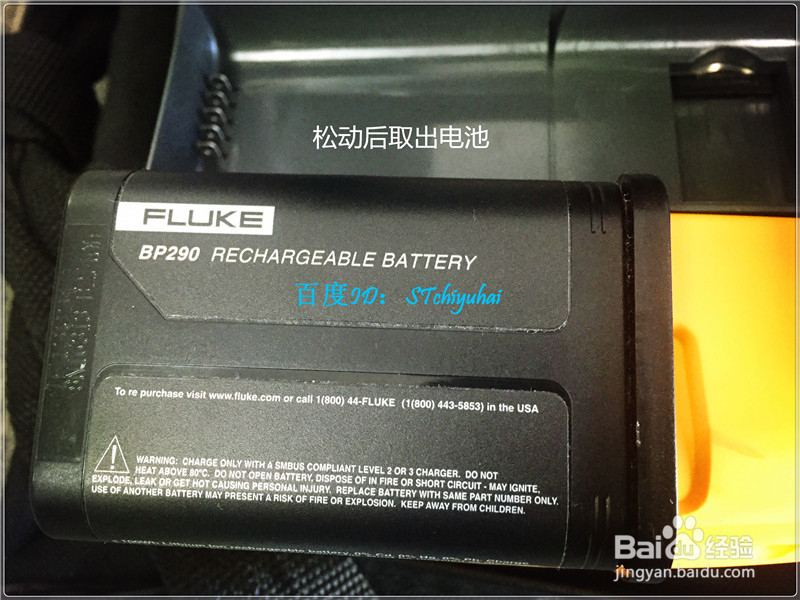 松动后取出电池
FLUKE
BP290 RECHARGEABLE BATTERY
百度ID: STchiyuhai
To re purchase visit www.fluke.com or call 1(800) 44-FLUKE (1(800) 443-5853) in the USA
WARNING: CHARGE ONLY WITH A SMBUS COMPLIANT LEVEL 2 OR 3 CHARGER. DO NOT
HEAT ABOVE 80°C. DO NOT OPEN BATTERY, DISPOSE OF IN FIRE OR SHORT CIRCUIT - MAY IGNITE,
EXPLODE, LEAK OR GET HOT CAUSING PERSONAL INJURY. REPLACE BATTERY WITH SAME PART NUMBER ONLY.
USE OF ANOTHER BATTERY MAY PRESENT A RISK OF FIRE OR EXPLOSION. KEEP AWAY FROM CHILDREN.
rechargeable battery
Baidu经验
jingyan.baidu.com